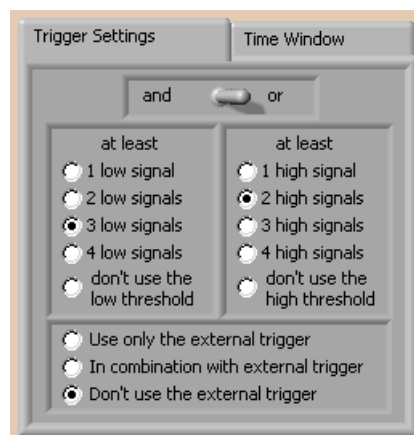 Trigger Settings
Time Window
and or
at least
1 low signal
2 low signals
3 low signals
4 low signals
don't use the
low threshold
at least
1 high signal
2 high signals
3 high signals
4 high signals
don't use the
high threshold
Use only the external trigger
In combination with external trigger
Don't use the external trigger